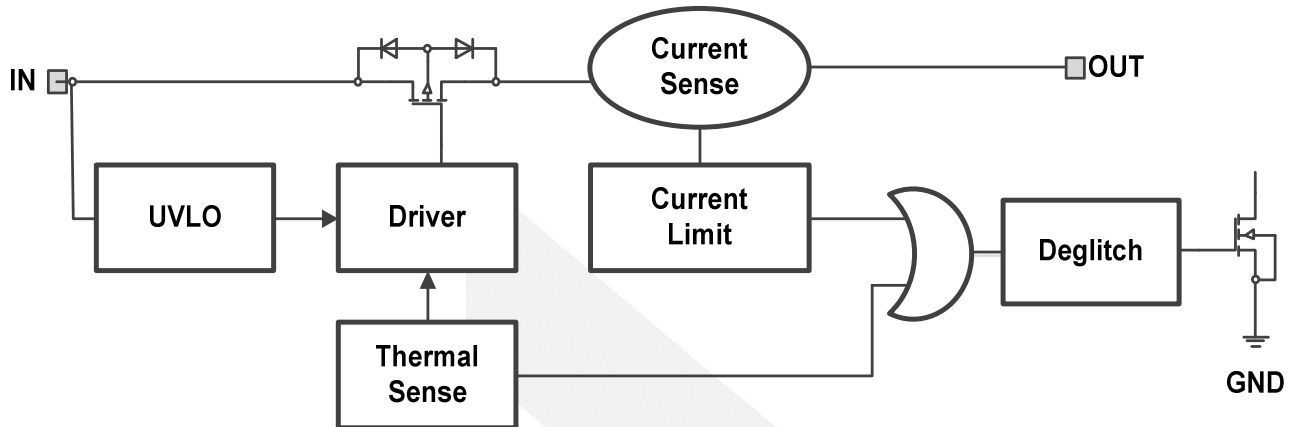 Current
Sense
IN
OUT
UVLO
Driver
Current
Limit
Deglitch
Thermal
Sense
GND